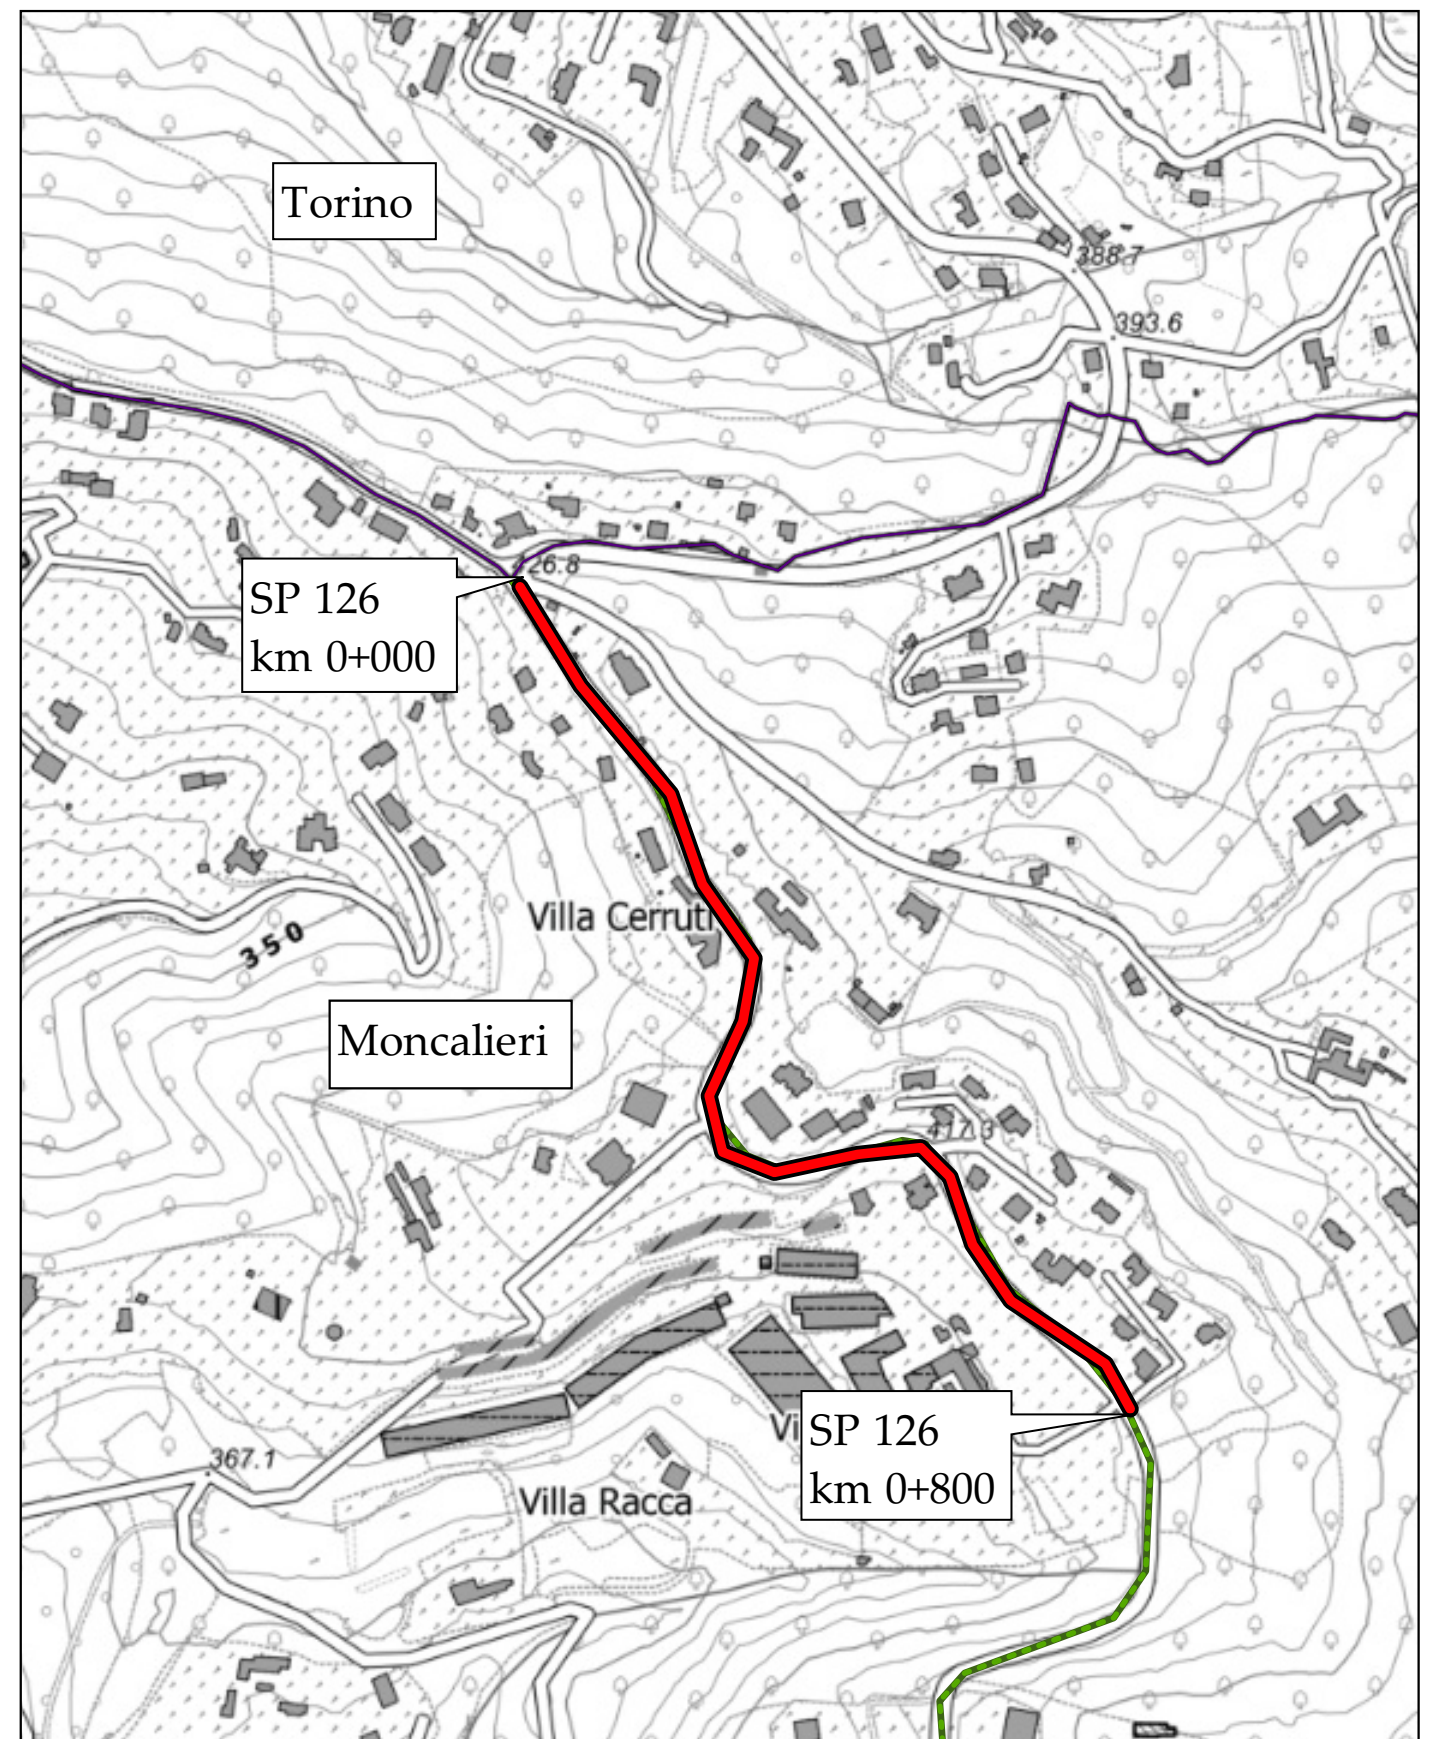 Torino
388.7
393.6
26.8
SP 126
km 0+000
Villa Cerruti
350
Moncalieri
417.3
SP 126
km 0+800
Vi
367.1
Villa Racca